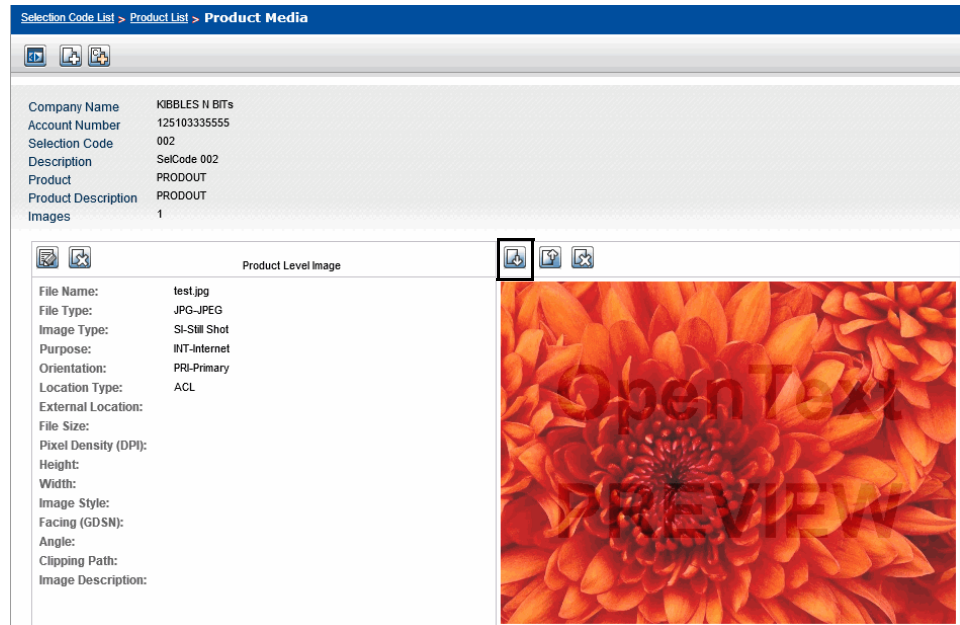 Selection Code List > Product List > Product Media
Company Name KIBBLES N BITs
Account Number 125103335555
Selection Code 002
Description SelCode 002
Product PRODOUT
Product Description PRODOUT
Images 1
Product Level Image
File Name: test.jpg
File Type: JPG-JPEG
Image Type: SI-Still Shot
Purpose: INT-Internet
Orientation: PRI-Primary
Location Type: ACL
External Location:
File Size:
Pixel Density (DPI):
Height:
Width:
Image Style:
Facing (GDSN):
Angle:
Clipping Path:
Image Description:
OpenText
PREVIEW